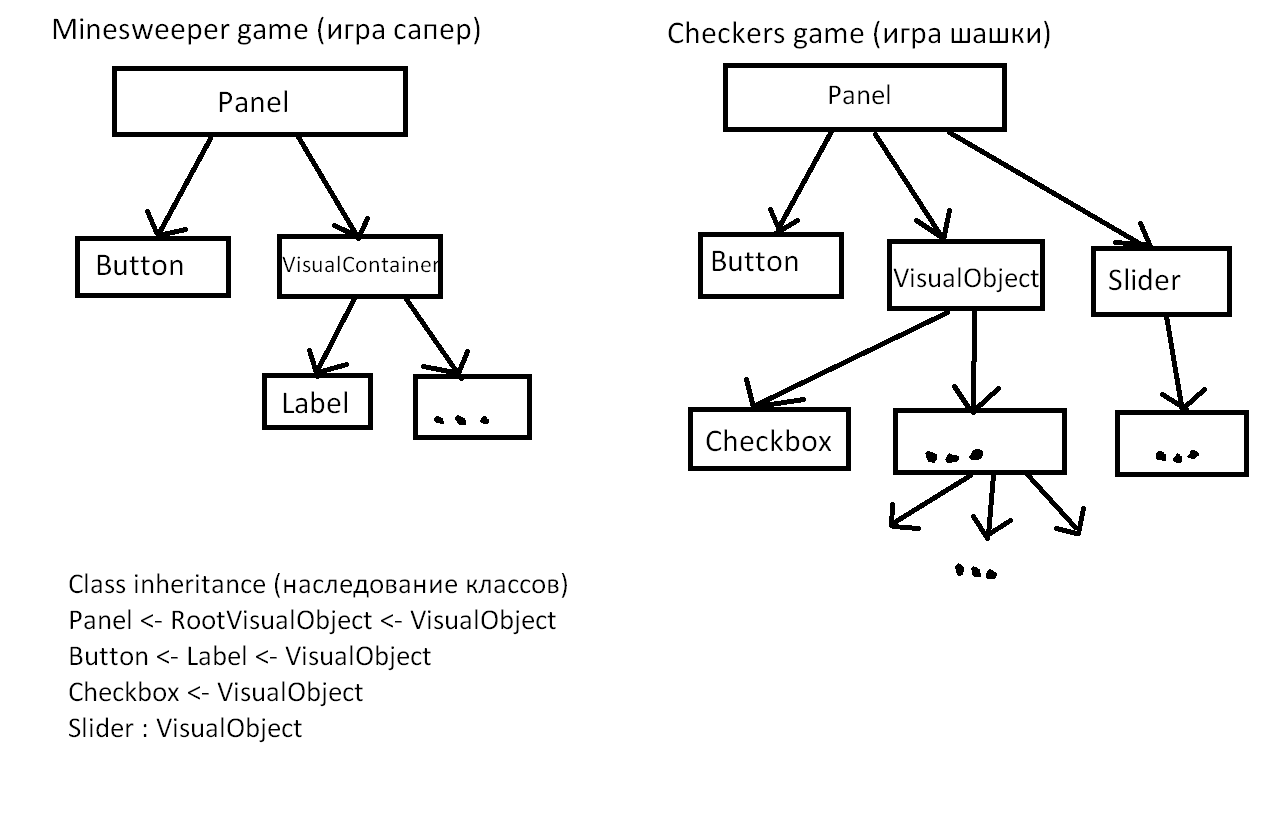 Minesweeper game (игра сапер)
Panel
Button
VisualContainer
Label
...
Checkers game (игра шашки)
Panel
Button
VisualObject
Slider
Checkbox
...
...
...
Class inheritance (наследование классов)
Panel <- RootVisualObject <- VisualObject
Button <- Label <- VisualObject
Checkbox <- VisualObject
Slider : VisualObject